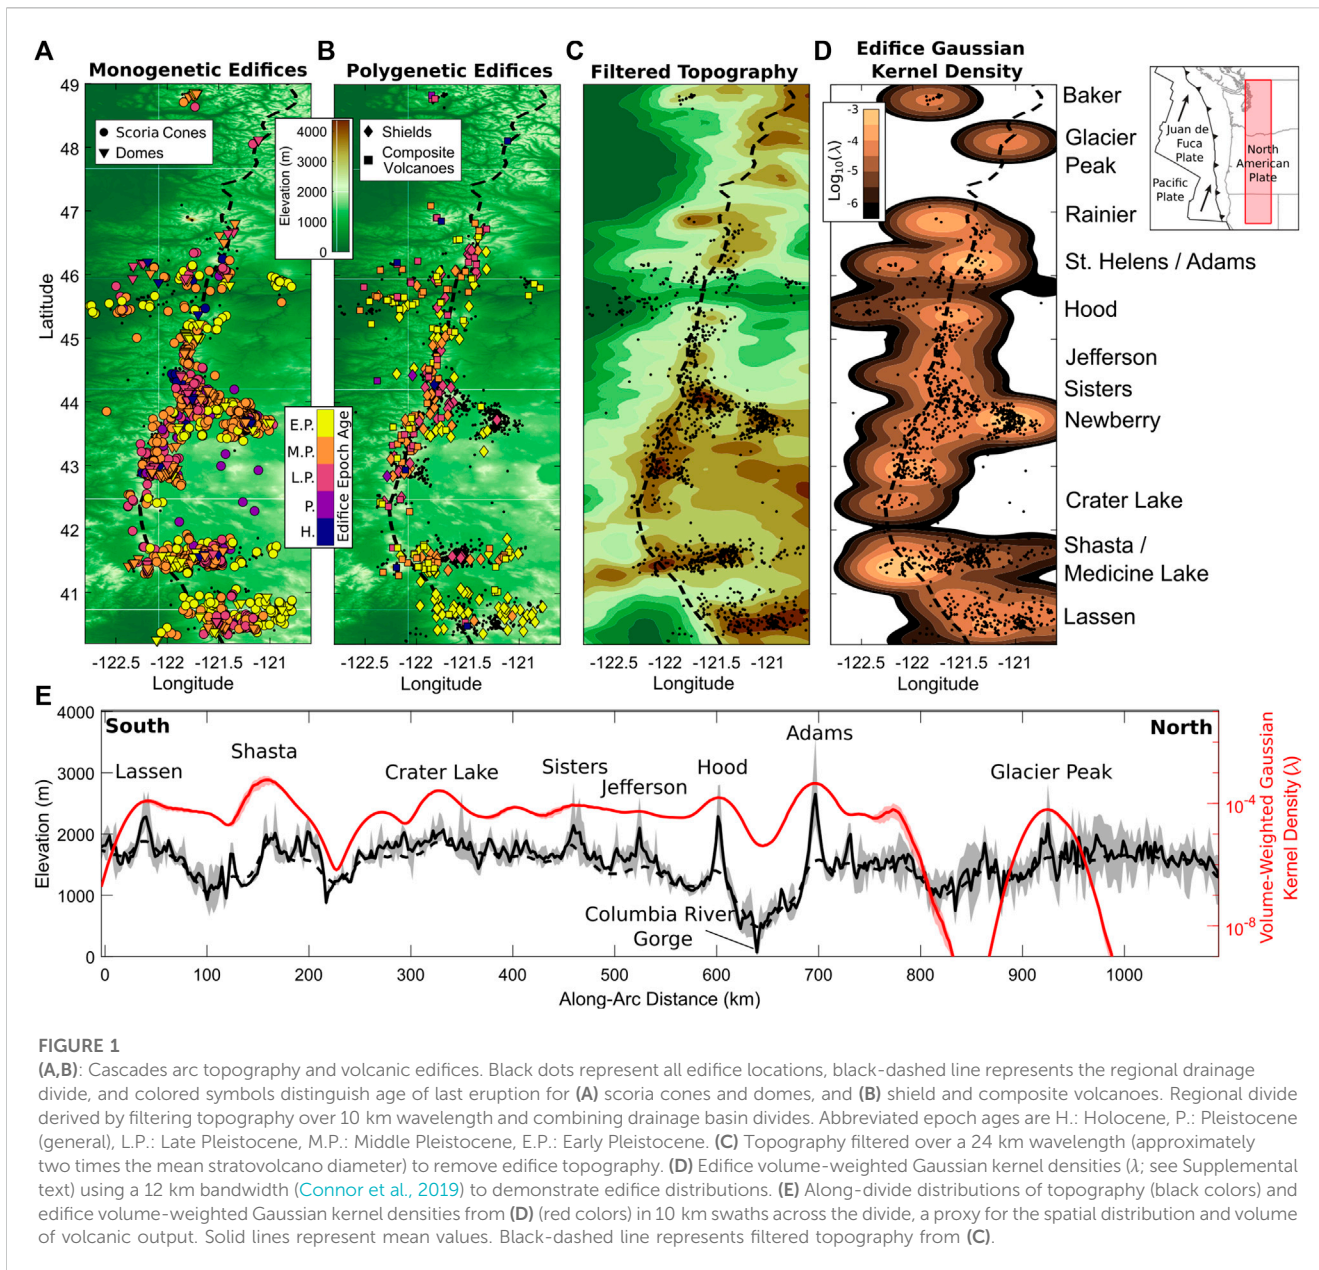 A
Monogenetic Edifices
B
Polygenetic Edifices
C
Filtered Topography
D
Edifice Gaussian
Kernel Density
49
48
47
46
45
44
43
42
41
Latitude
Scoria Cones
Domes
Elevation (m)
4000
3000
2000
1000
0
Shields
Composite
Volcanoes
E.P.
M.P.
L.P.
P.
H.
Edifice Epoch Age
Log10(λ)
-3
-4
-5
-6
Baker
Glacier
Peak
Rainier
St. Helens / Adams
Hood
Jefferson
Sisters
Newberry
Crater Lake
Shasta /
Medicine Lake
Lassen
Juan de
Fuca
Plate
Pacific
Plate
North
American
Plate
-122.5 -122 -121.5 -121
Longitude
-122.5 -122 -121.5 -121
Longitude
-122.5 -122 -121.5 -121
Longitude
-122.5 -122 -121.5 -121
Longitude
E
4000
3000
2000
1000
0
Elevation (m)
South
North
Lassen
Shasta
Crater Lake
Sisters
Jefferson
Hood
Adams
Glacier Peak
Columbia River
Gorge
10-4
10-8
Volume-Weighted Gaussian
Kernel Density (λ)
0 100 200 300 400 500 600 700 800 900 1000
Along-Arc Distance (km)
FIGURE 1
(A,B): Cascades arc topography and volcanic edifices. Black dots represent all edifice locations, black-dashed line represents the regional drainage
divide, and colored symbols distinguish age of last eruption for (A) scoria cones and domes, and (B) shield and composite volcanoes. Regional divide
derived by filtering topography over 10 km wavelength and combining drainage basin divides. Abbreviated epoch ages are H.: Holocene, P.: Pleistocene
(general), L.P.: Late Pleistocene, M.P.: Middle Pleistocene, E.P.: Early Pleistocene. (C) Topography filtered over a 24 km wavelength (approximately
two times the mean stratovolcano diameter) to remove edifice topography. (D) Edifice volume-weighted Gaussian kernel densities (λ; see Supplemental
text) using a 12 km bandwidth (Connor et al., 2019) to demonstrate edifice distributions. (E) Along-divide distributions of topography (black colors) and
edifice volume-weighted Gaussian kernel densities from (D) (red colors) in 10 km swaths across the divide, a proxy for the spatial distribution and volume
of volcanic output. Solid lines represent mean values. Black-dashed line represents filtered topography from (C).